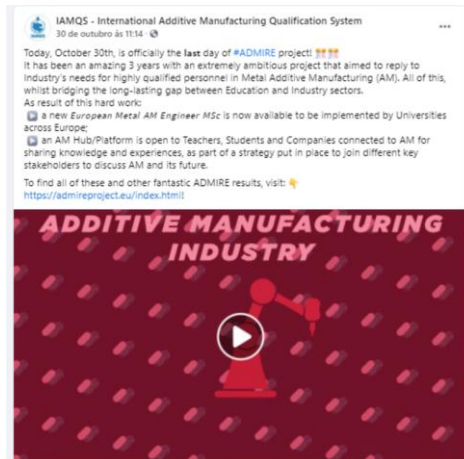 IAMQS - International Additive Manufacturing Qualification System
30 de outubro às 11:14 ·
Today, October 30th, is officially the last day of #ADMIRE project!
It has been an amazing 3 years with an extremely ambitious project that aimed to reply to
Industry's needs for highly qualified personnel in Metal Additive Manufacturing (AM). All of this,
whilst bridging the long-lasting gap between Education and Industry sectors.
As result of this hard work:
a new European Metal AM Engineer MSc is now available to be implemented by Universities
across Europe;
an AM Hub/Platform is open to Teachers, Students and Companies connected to AM for
sharing knowledge and experiences, as part of a strategy put in place to join different key
stakeholders to discuss AM and its future.
To find all of these and other fantastic ADMIRE results, visit:
https://admireproject.eu/index.html!
ADDITIVE MANUFACTURING
INDUSTRY